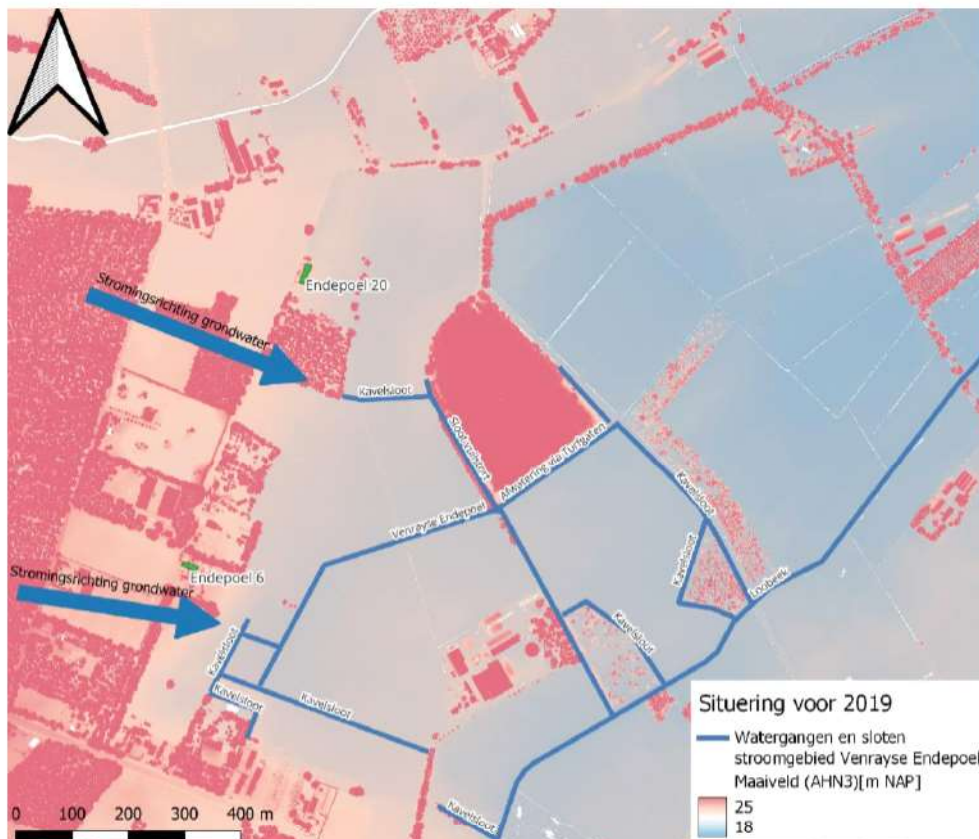 Endepoel 20
Stromingsrichting grondwater
Kavelsloot
Sloot vuilstort
Afwatering via Turfgaten
Venrayse Endepoel
Kavelsloot
Kavelsloot
Loobeek
Endepoel 6
Stromingsrichting grondwater
Kavelsloot
Kavelsloot
Kavelsloot
Kavelsloot
Kavelsloot
Situering voor 2019
Watergangen en sloten
stroomgebied Venrayse Endepoel
Maaiveld (AHN3)[m NAP]
25
18
0 100 200 300 400 m